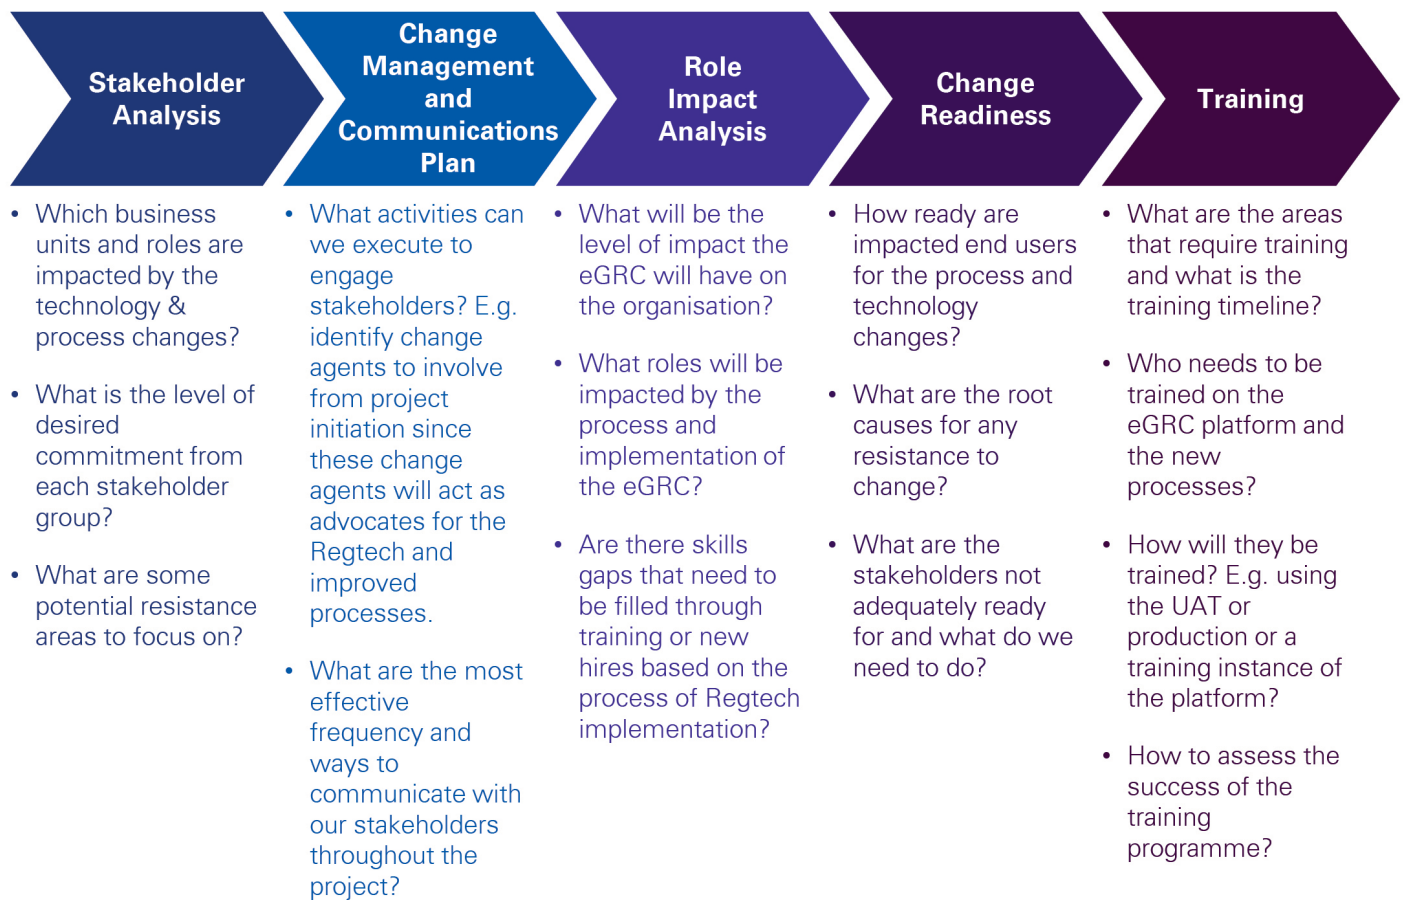 Stakeholder
Analysis
• Which business
units and roles are
impacted by the
technology &
process changes?
• What is the level of
desired
commitment from
each stakeholder
group?
• What are some
potential resistance
areas to focus on?
Change
Management
and
Communications
Plan
• What activities can
we execute to
engage
stakeholders? E.g.
identify change
agents to involve
from project
initiation since
these change
agents will act as
advocates for the
Regtech and
improved
processes.
• What are the most
effective
frequency and
ways to
communicate with
our stakeholders
throughout the
project?
Role
Impact
Analysis
• What will be the
level of impact the
eGRC will have on
the organisation?
• What roles will be
impacted by the
process and
implementation of
the eGRC?
• Are there skills
gaps that need to
be filled through
training or new
hires based on the
process of Regtech
implementation?
Change
Readiness
• How ready are
impacted end users
for the process and
technology
changes?
• What are the root
causes for any
resistance to
change?
• What are the
stakeholders not
adequately ready
for and what do we
need to do?
Training
• What are the areas
that require training
and what is the
training timeline?
• Who needs to be
trained on the
eGRC platform and
the new
processes?
• How will they be
trained? E.g. using
the UAT or
production or a
training instance of
the platform?
• How to assess the
success of the
training
programme?